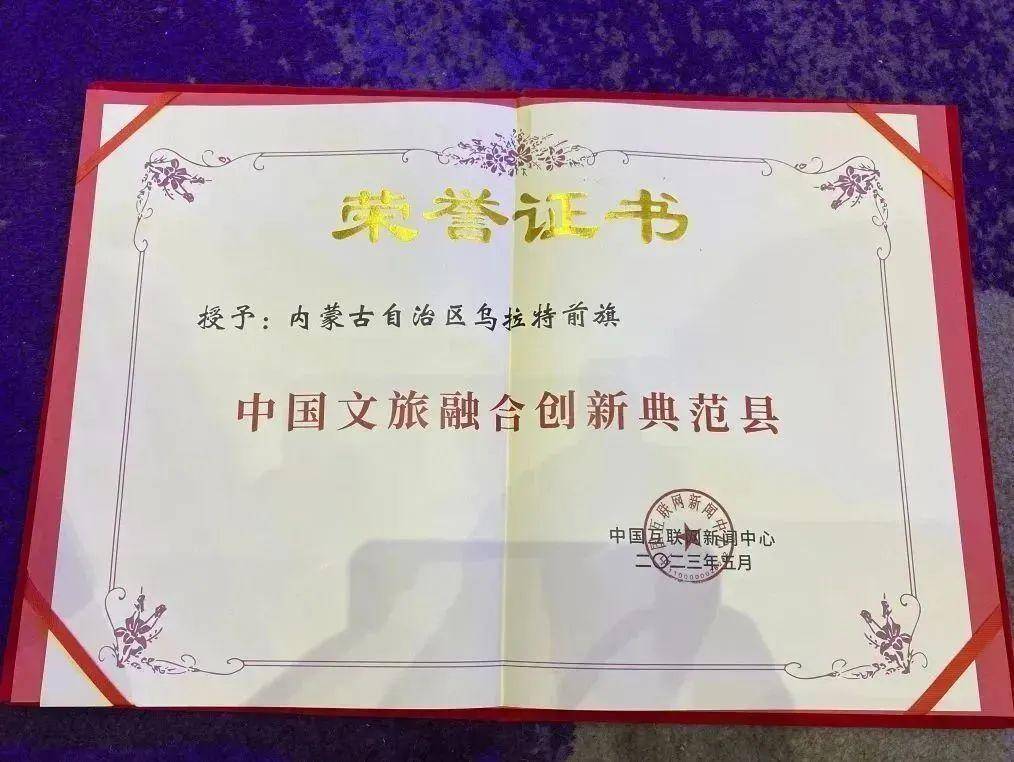 荣誉证书
授予：内蒙古自治区乌拉特前旗
中国文旅融合创新典范县
中国互联网新闻中心
二〇二三年五月